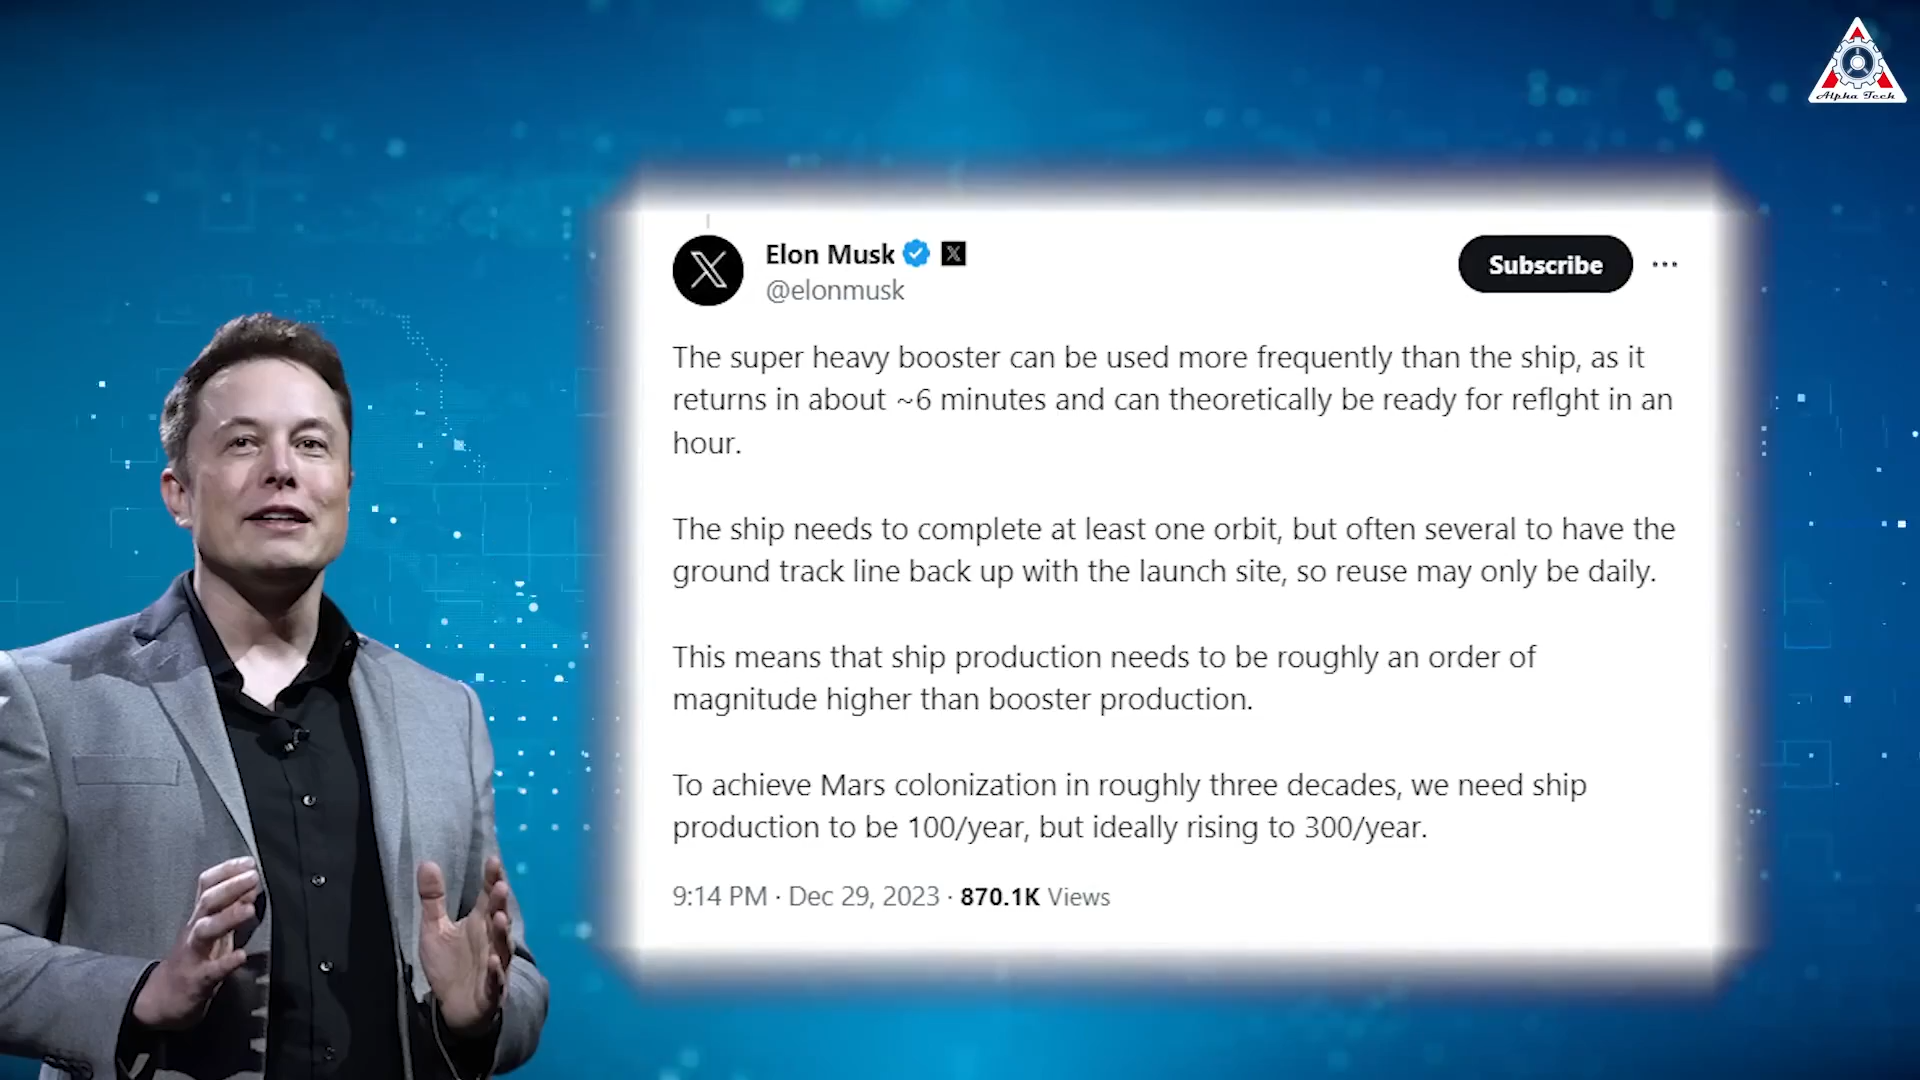 Alpha Tech
Elon Musk
@elonmusk
Subscribe
The super heavy booster can be used more frequently than the ship, as it
returns in about ~6 minutes and can theoretically be ready for reflght in an
hour.
The ship needs to complete at least one orbit, but often several to have the
ground track line back up with the launch site, so reuse may only be daily.
This means that ship production needs to be roughly an order of
magnitude higher than booster production.
To achieve Mars colonization in roughly three decades, we need ship
production to be 100/year, but ideally rising to 300/year.
9:14 PM · Dec 29, 2023 · 870.1K Views